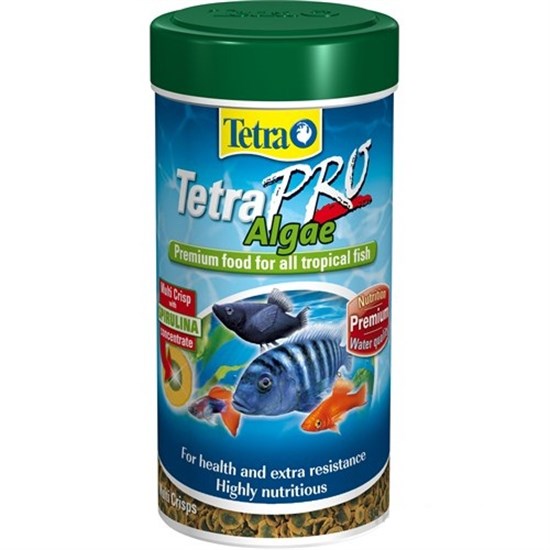 Tetra
TetraPRO
Algae
Premium food for all tropical fish
Multi Crisp
with
SPIRULINA
concentrate
Nutrition
Premium
Water quality
For health and extra resistance
Highly nutritious
Multi Crisps